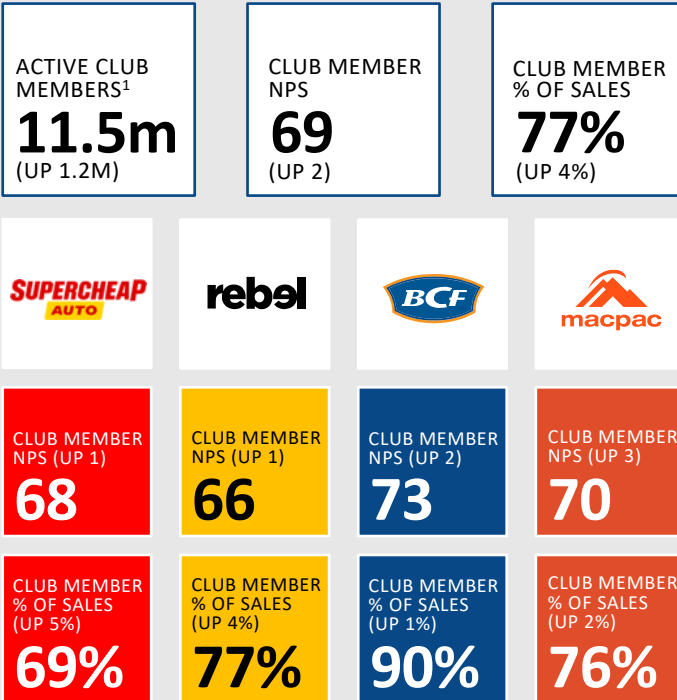 ACTIVE CLUB
MEMBERS¹
11.5m
(UP 1.2M)
CLUB MEMBER
NPS
69
(UP 2)
CLUB MEMBER
% OF SALES
77%
(UP 4%)
SUPERCHEAP
AUTO
rebel
BCF
macpac
CLUB MEMBER
NPS (UP 1)
68
CLUB MEMBER
NPS (UP 1)
66
CLUB MEMBER
NPS (UP 2)
73
CLUB MEMBER
NPS (UP 3)
70
CLUB MEMBER
% OF SALES
(UP 5%)
69%
CLUB MEMBER
% OF SALES
(UP 4%)
77%
CLUB MEMBER
% OF SALES
(UP 1%)
90%
CLUB MEMBER
% OF SALES
(UP 2%)
76%